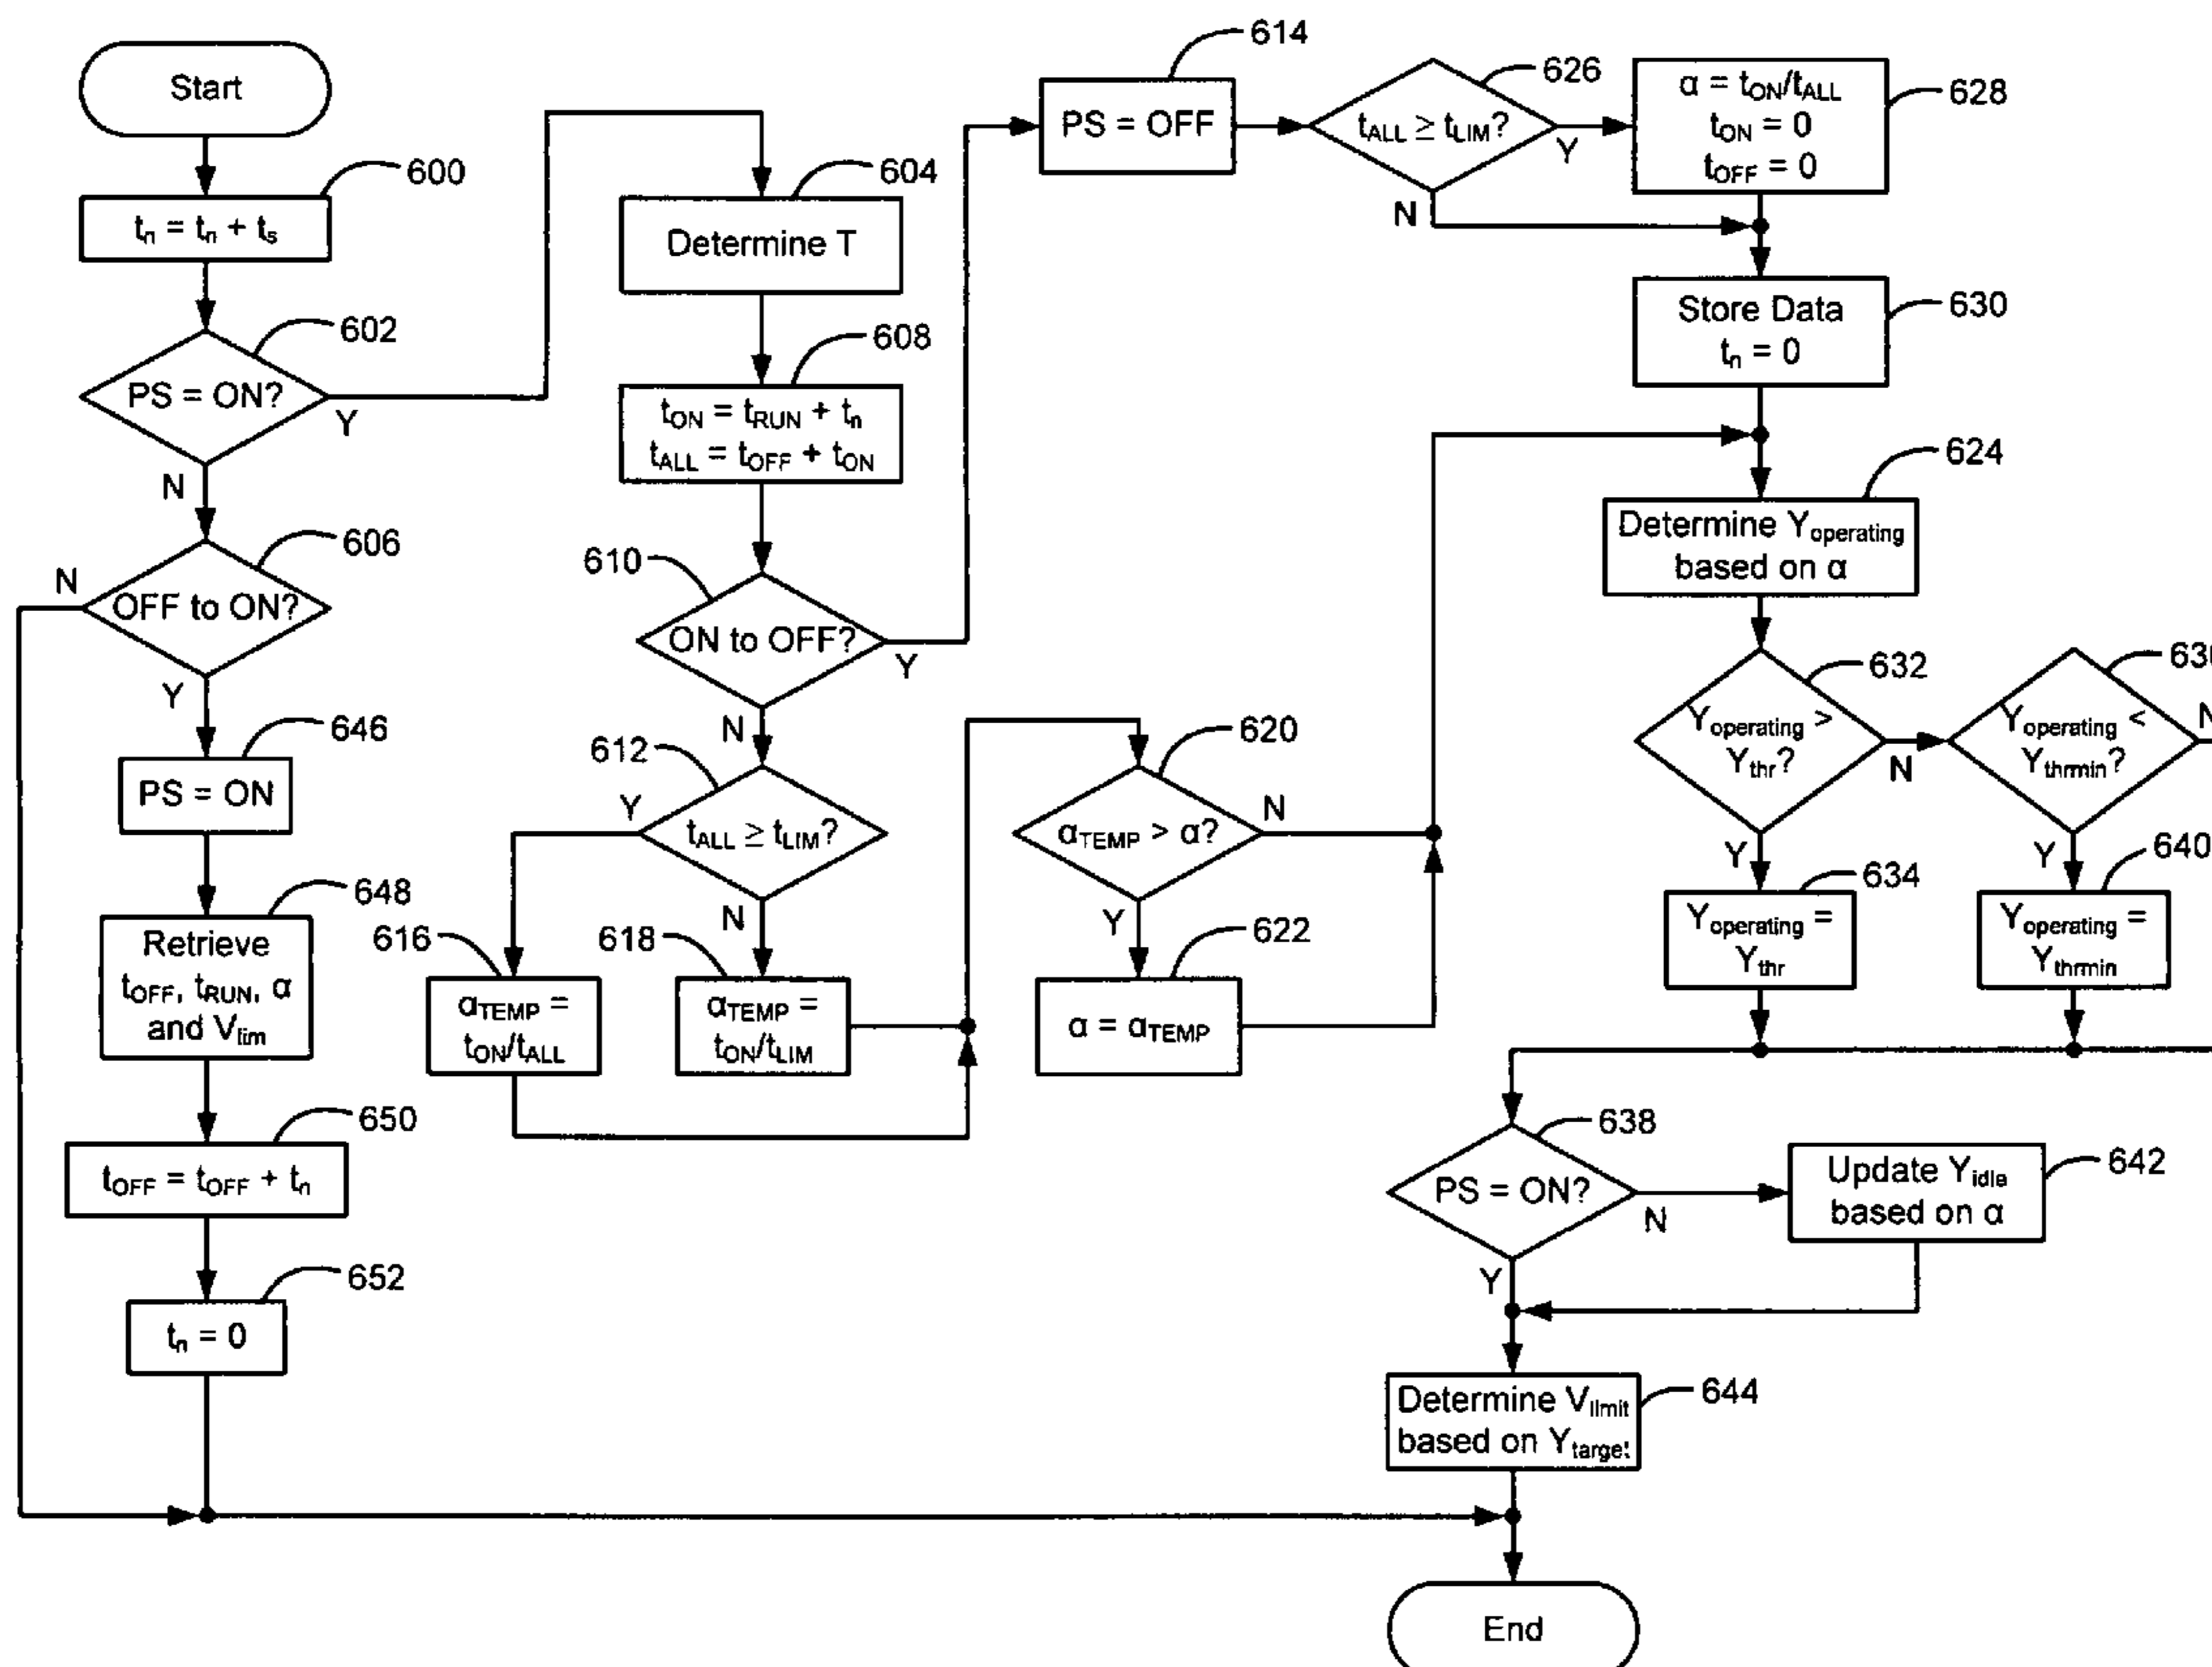 Start
600
tn = tn + ts
602
PS = ON?
Y
N
606
OFF to ON?
N
Y
646
PS = ON
648
Retrieve
tOFF, tRUN, α
and Vlim
650
tOFF = tOFF + tn
652
tn = 0
604
Determine T
608
tON = tRUN + tn
tALL = tOFF + tON
610
ON to OFF?
Y
N
612
tALL ≥ tLIM?
Y
N
616
αTEMP =
tON/tALL
618
αTEMP =
tON/tLIM
620
αTEMP > α?
N
Y
622
α = αTEMP
614
PS = OFF
626
tALL ≥ tLIM?
Y
N
628
α = tON/tALL
tON = 0
tOFF = 0
630
Store Data
tn = 0
624
Determine Yoperating
based on α
632
Yoperating >
Ythr?
N
Y
634
Yoperating =
Ythr
Yoperating <
Ythrmin?
N
Y
640
Yoperating =
Ythrmin
638
PS = ON?
N
Y
642
Update Yidle
based on α
644
Determine Vlimit
based on Ytarget
End